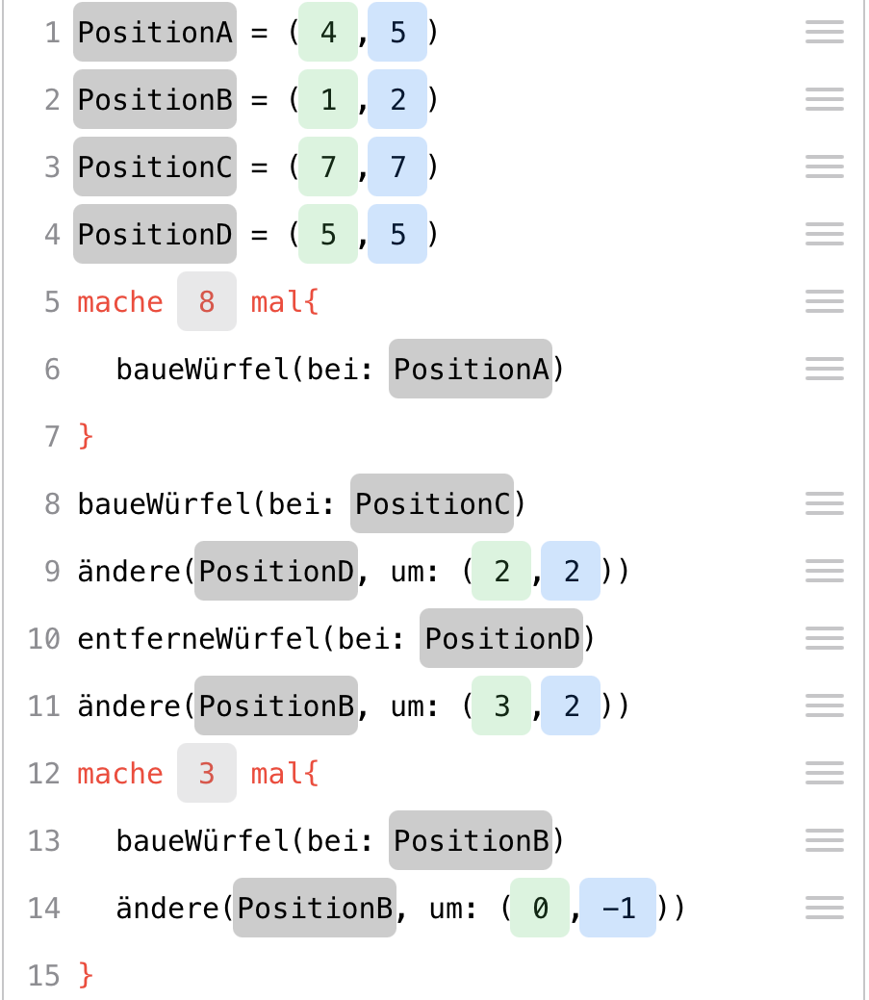 1 PositionA = ( 4 , 5 )
2 PositionB = ( 1 , 2 )
3 PositionC = ( 7 , 7 )
4 PositionD = ( 5 , 5 )
5 mache 8 mal{
6 baueWürfel(bei: PositionA)
7 }
8 baueWürfel(bei: PositionC)
9 ändere(PositionD, um: ( 2 , 2 ))
10 entferneWürfel(bei: PositionD)
11 ändere(PositionB, um: ( 3 , 2 ))
12 mache 3 mal{
13 baueWürfel(bei: PositionB)
14 ändere(PositionB, um: ( 0 , −1 ))
15 }